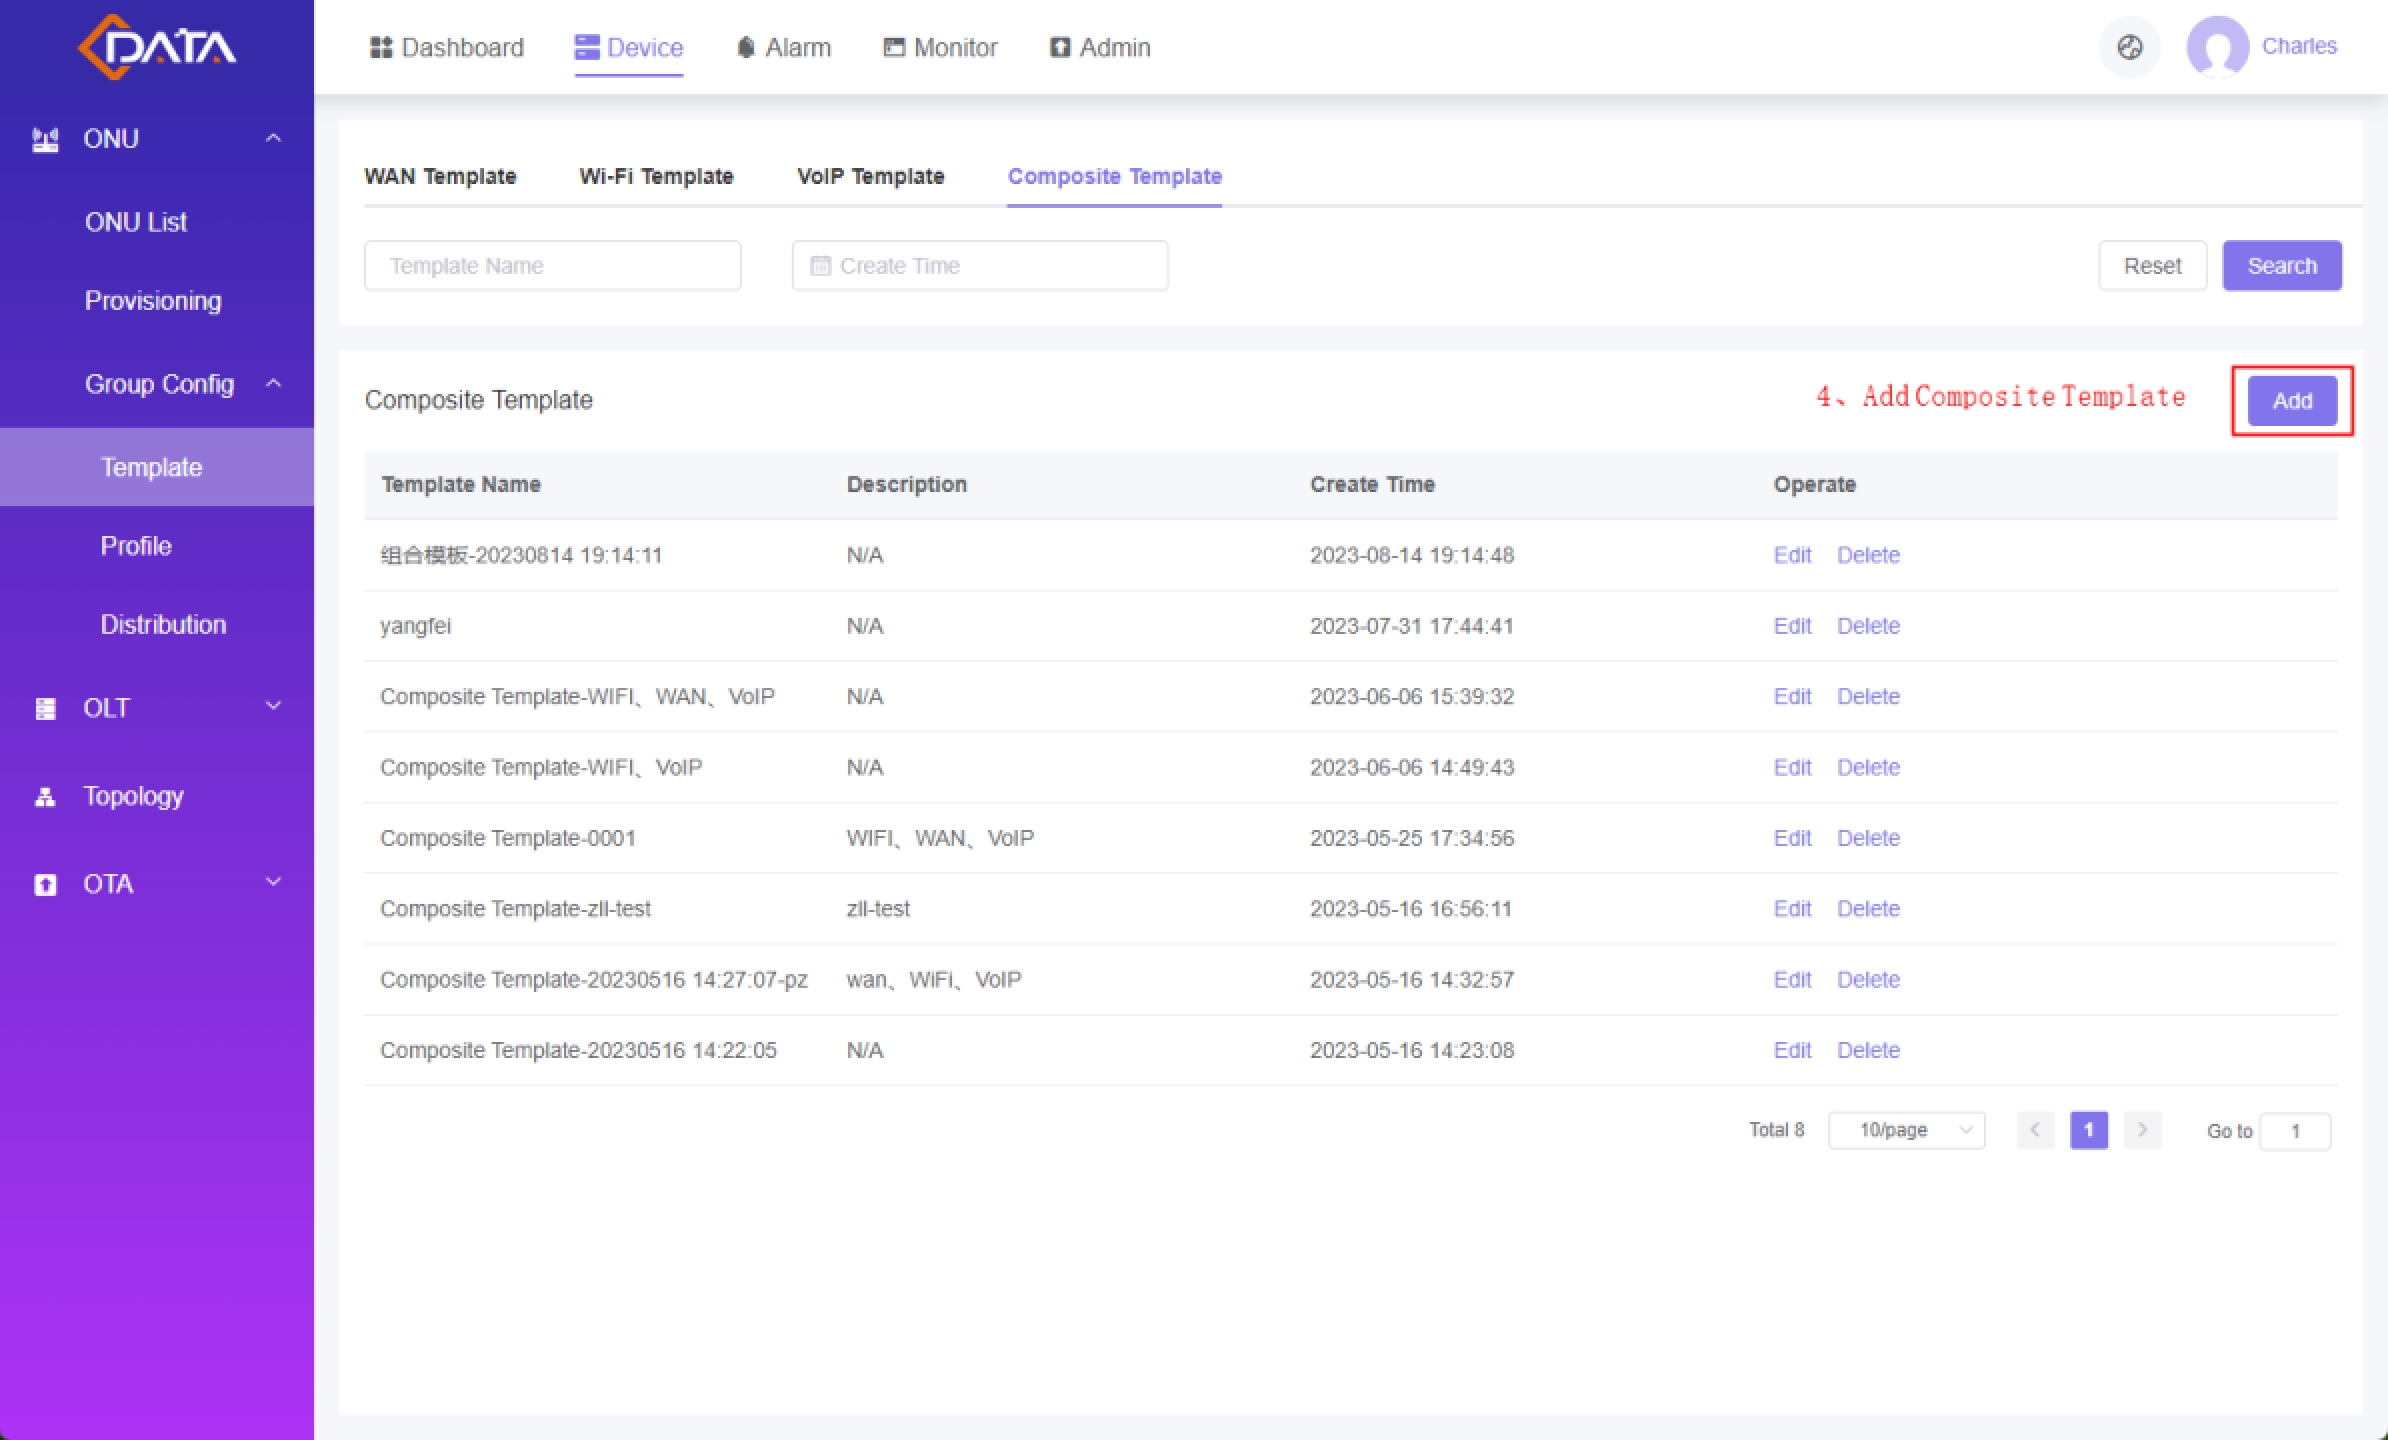 DATA
Dashboard Device Alarm Monitor Admin Charles
ONU
ONU List
Provisioning
Group Config
Template
Profile
Distribution
OLT
Topology
OTA
WAN Template Wi-Fi Template VoIP Template Composite Template
Template Name Create Time Reset Search
Composite Template 4、Add Composite Template Add
Template Name Description Create Time Operate
组合模板-20230814 19:14:11 N/A 2023-08-14 19:14:48 Edit Delete
yangfei N/A 2023-07-31 17:44:41 Edit Delete
Composite Template-WIFI、WAN、VoIP N/A 2023-06-06 15:39:32 Edit Delete
Composite Template-WIFI、VoIP N/A 2023-06-06 14:49:43 Edit Delete
Composite Template-0001 WIFI、WAN、VoIP 2023-05-25 17:34:56 Edit Delete
Composite Template-zll-test zll-test 2023-05-16 16:56:11 Edit Delete
Composite Template-20230516 14:27:07-pz wan、WiFi、VoIP 2023-05-16 14:32:57 Edit Delete
Composite Template-20230516 14:22:05 N/A 2023-05-16 14:23:08 Edit Delete
Total 8 10/page 1 Go to 1